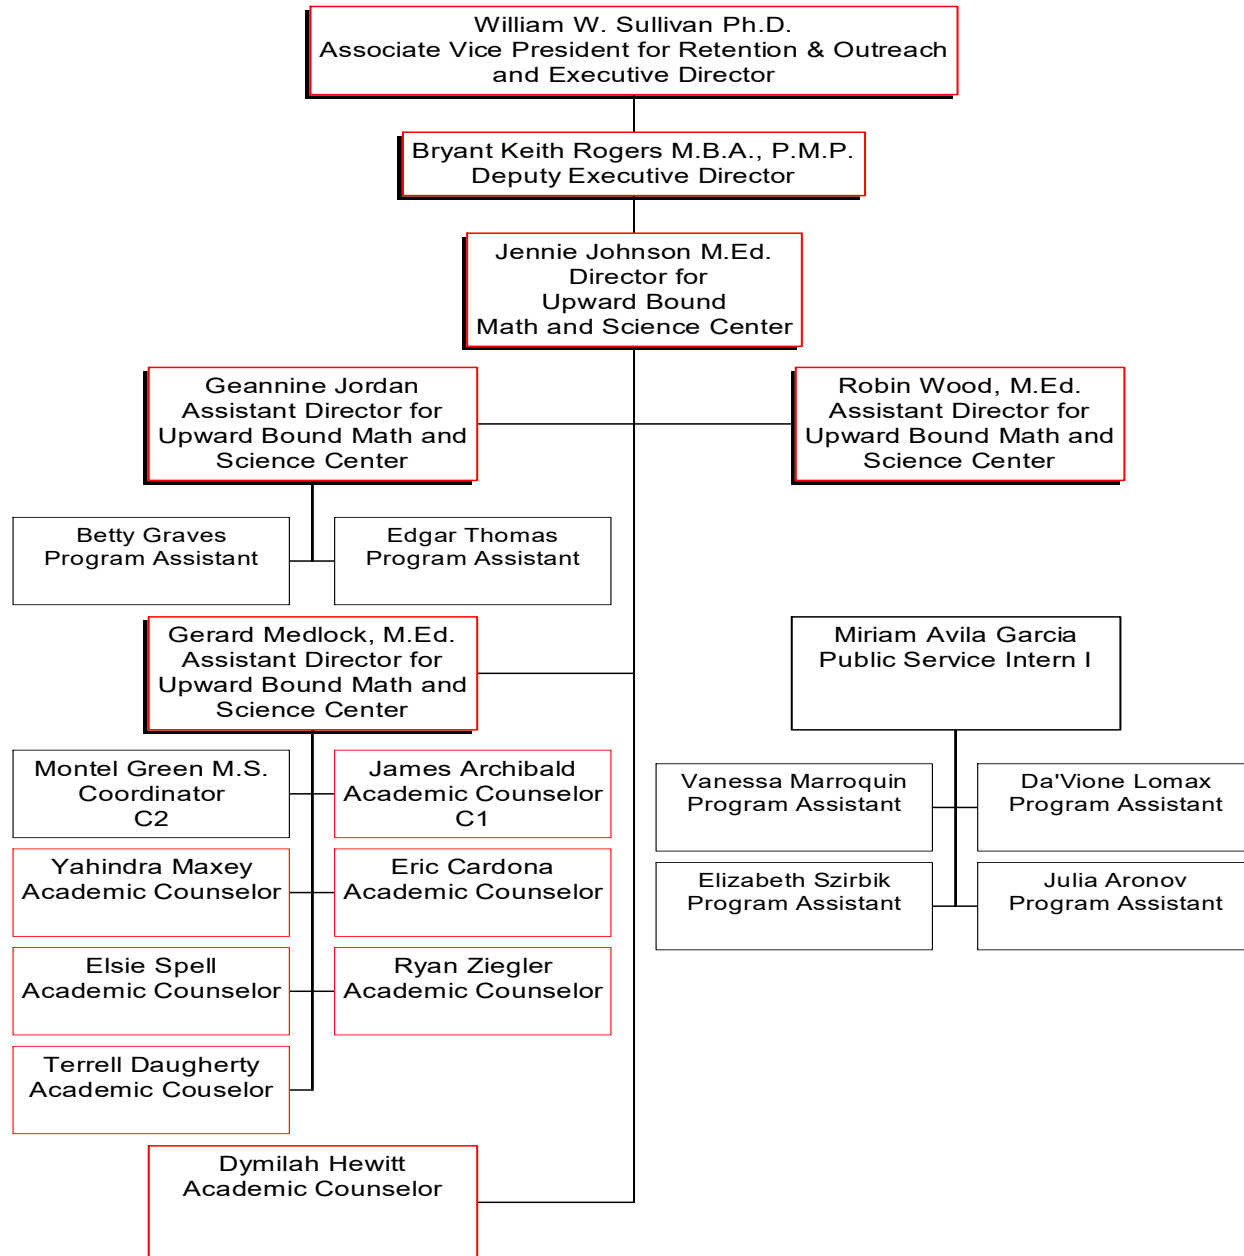 William W. Sullivan Ph.D.
Associate Vice President for Retention & Outreach
and Executive Director
Bryant Keith Rogers M.B.A., P.M.P.
Deputy Executive Director
Jennie Johnson M.Ed.
Director for
Upward Bound
Math and Science Center
Geannine Jordan
Assistant Director for
Upward Bound Math and
Science Center
Robin Wood, M.Ed.
Assistant Director for
Upward Bound Math and
Science Center
Betty Graves
Program Assistant
Edgar Thomas
Program Assistant
Gerard Medlock, M.Ed.
Assistant Director for
Upward Bound Math and
Science Center
Miriam Avila Garcia
Public Service Intern I
Montel Green M.S.
Coordinator
C2
James Archibald
Academic Counselor
C1
Vanessa Marroquin
Program Assistant
Da'Vione Lomax
Program Assistant
Yahindra Maxey
Academic Counselor
Eric Cardona
Academic Counselor
Elizabeth Szirbik
Program Assistant
Julia Aronov
Program Assistant
Elsie Spell
Academic Counselor
Ryan Ziegler
Academic Counselor
Terrell Daugherty
Academic Couselor
Dymilah Hewitt
Academic Counselor